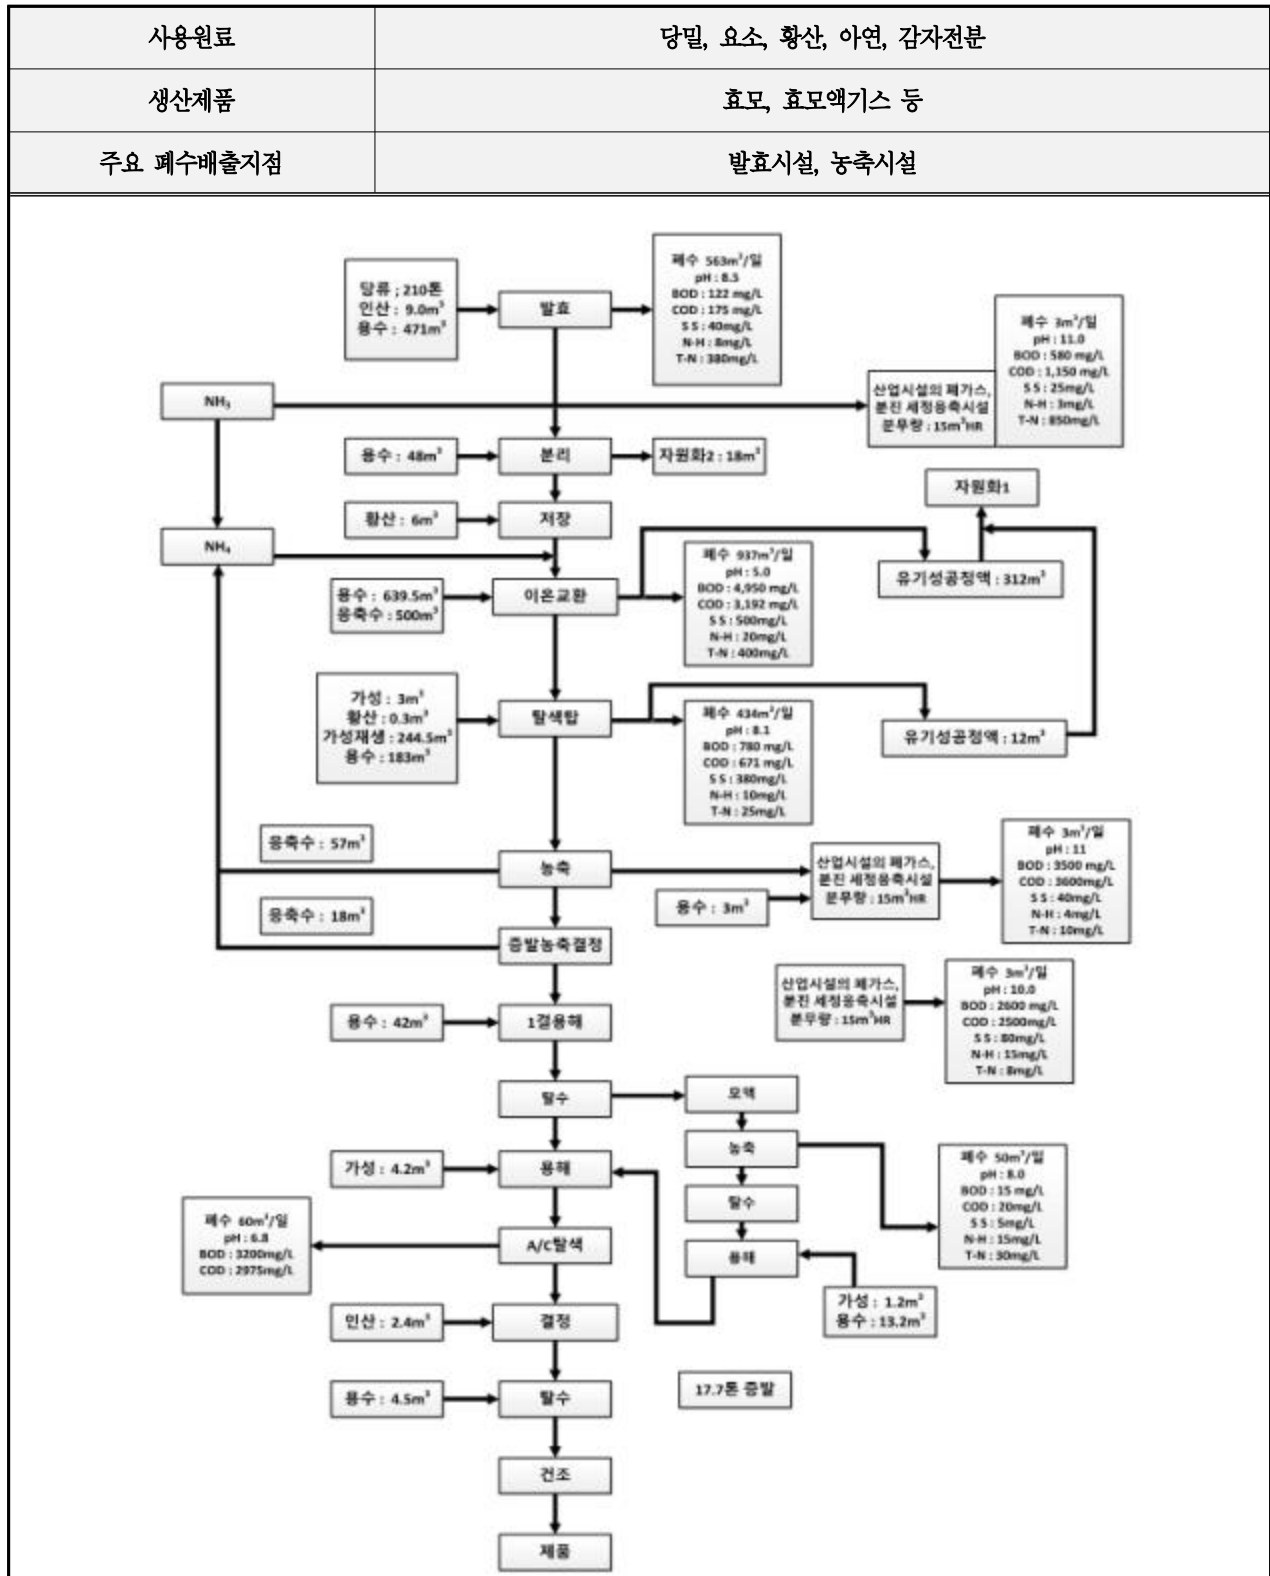 사용원료
당밀, 요소, 황산, 아연, 감자전분
생산제품
효모, 효모액기스 등
주요 폐수배출지점
발효시설, 농축시설
당류 ; 210톤
인산 : 9.0m³
용수 : 471m³
발효
폐수 563m³/일
pH : 8.5
BOD : 122 mg/L
COD : 175 mg/L
S S : 40mg/L
N-H : 8mg/L
T-N : 380mg/L
NH₃
산업시설의 폐가스,
분진 세정응축시설
분무량 : 15m³HR
폐수 3m³/일
pH : 11.0
BOD : 580 mg/L
COD : 1,150 mg/L
S S : 25mg/L
N-H : 3mg/L
T-N : 850mg/L
용수 : 48m³
분리
자원화2 : 18m³
자원화1
황산 : 6m³
저장
NH₄
용수 : 639.5m³
응축수 : 500m³
이온교환
폐수 937m³/일
pH : 5.0
BOD : 4,950 mg/L
COD : 3,192 mg/L
S S : 500mg/L
N-H : 20mg/L
T-N : 400mg/L
유기성공정액 : 312m³
가성 : 3m³
황산 : 0.3m³
가성재생 : 244.5m³
용수 : 183m³
탈색탑
폐수 434m³/일
pH : 8.1
BOD : 780 mg/L
COD : 671 mg/L
S S : 380mg/L
N-H : 10mg/L
T-N : 25mg/L
유기성공정액 : 12m³
응축수 : 57m³
농축
산업시설의 폐가스,
분진 세정응축시설
분무량 : 15m³HR
용수 : 3m³
폐수 3m³/일
pH : 11
BOD : 3500 mg/L
COD : 3600mg/L
S S : 40mg/L
N-H : 4mg/L
T-N : 10mg/L
응축수 : 18m³
증발농축결정
산업시설의 폐가스,
분진 세정응축시설
분무량 : 15m³HR
폐수 3m³/일
pH : 10.0
BOD : 2600 mg/L
COD : 2500mg/L
S S : 80mg/L
N-H : 15mg/L
T-N : 8mg/L
용수 : 42m³
1결용해
탈수
모액
가성 : 4.2m³
용해
농축
탈수
용해
폐수 50m³/일
pH : 8.0
BOD : 15 mg/L
COD : 20mg/L
S S : 5mg/L
N-H : 15mg/L
T-N : 30mg/L
폐수 60m³/일
pH : 6.8
BOD : 3200mg/L
COD : 2975mg/L
A/C탈색
가성 : 1.2m³
용수 : 13.2m³
인산 : 2.4m³
결정
용수 : 4.5m³
탈수
17.7톤 증발
건조
제품